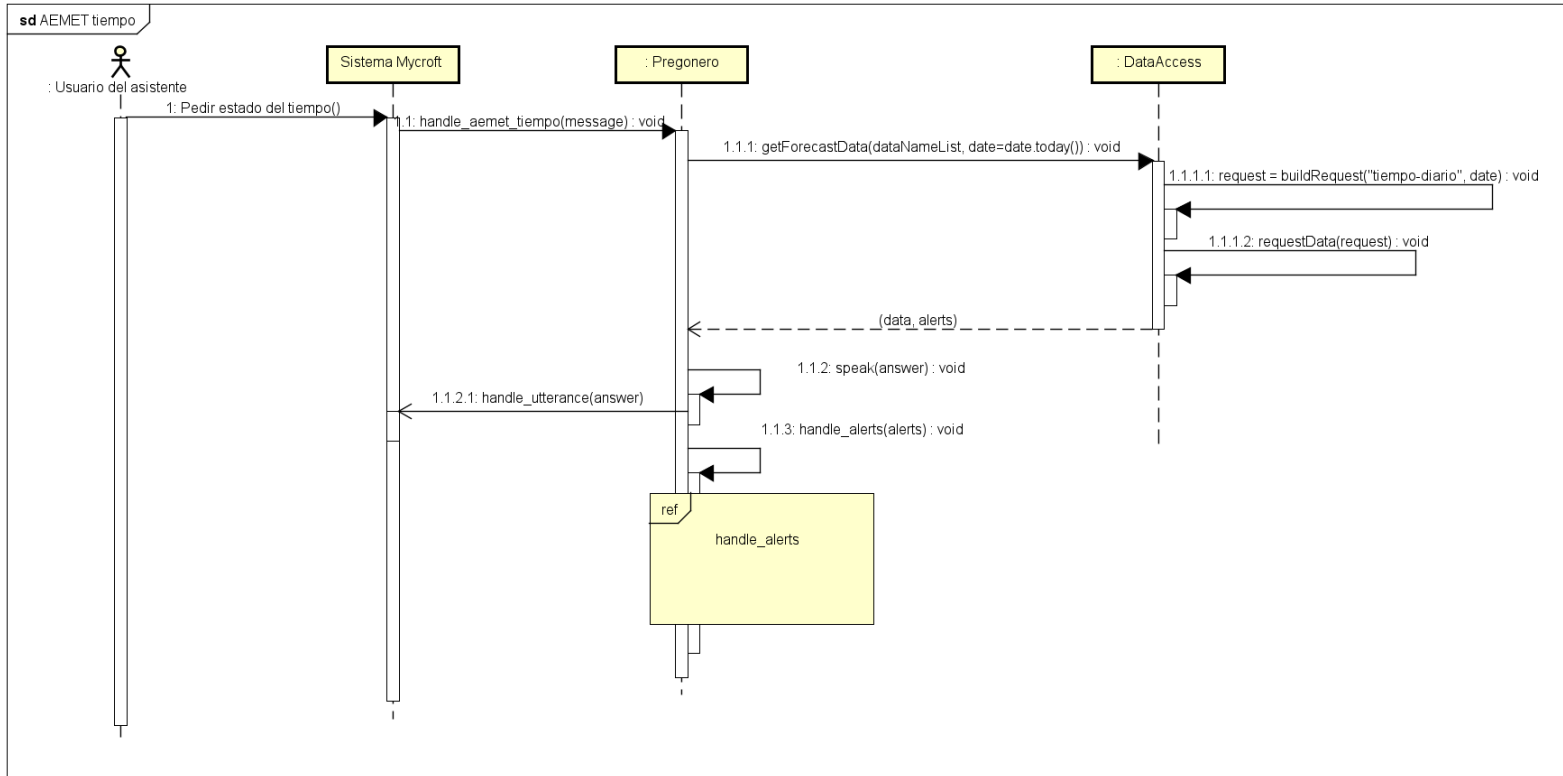 sd AEMET tiempo
: Usuario del asistente
Sistema Mycroft
: Pregonero
: DataAccess
1: Pedir estado del tiempo()
1.1: handle_aemet_tiempo(message) : void
1.1.1: getForecastData(dataNameList, date=date.today()) : void
1.1.1.1: request = buildRequest("tiempo-diario", date) : void
1.1.1.2: requestData(request) : void
(data, alerts)
1.1.2: speak(answer) : void
1.1.2.1: handle_utterance(answer)
1.1.3: handle_alerts(alerts) : void
ref
handle_alerts